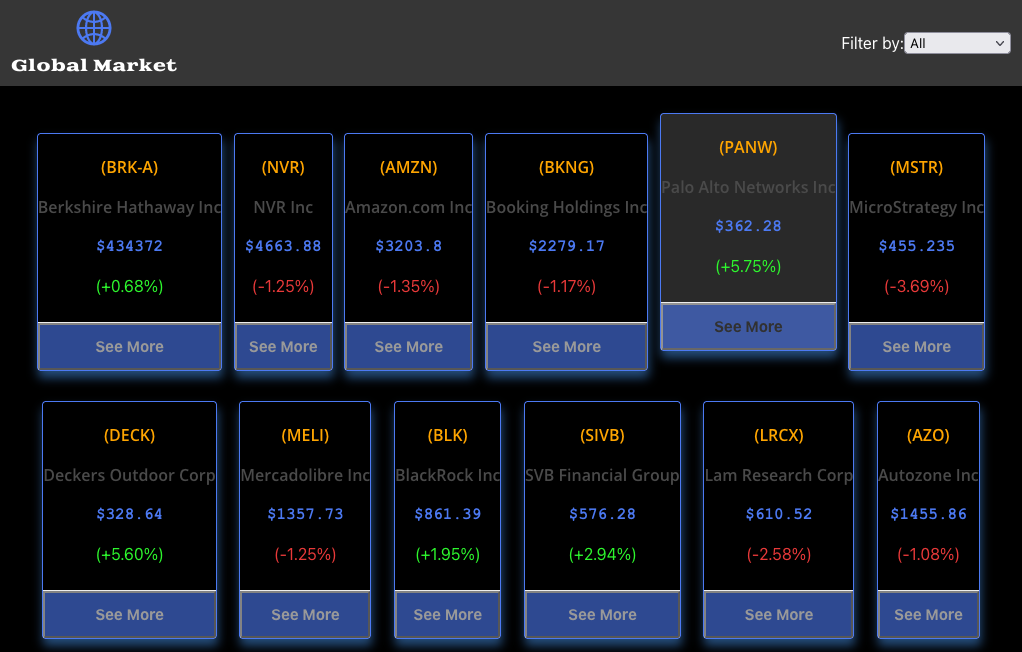 Global Market
Filter by: All
(BRK-A)
Berkshire Hathaway Inc
$434372
(+0.68%)
See More
(NVR)
NVR Inc
$4663.88
(-1.25%)
See More
(AMZN)
Amazon.com Inc
$3203.8
(-1.35%)
See More
(BKNG)
Booking Holdings Inc
$2279.17
(-1.17%)
See More
(PANW)
Palo Alto Networks Inc
$362.28
(+5.75%)
See More
(MSTR)
MicroStrategy Inc
$455.235
(-3.69%)
See More
(DECK)
Deckers Outdoor Corp
$328.64
(+5.60%)
See More
(MELI)
Mercadolibre Inc
$1357.73
(-1.25%)
See More
(BLK)
BlackRock Inc
$861.39
(+1.95%)
See More
(SIVB)
SVB Financial Group
$576.28
(+2.94%)
See More
(LRCX)
Lam Research Corp
$610.52
(-2.58%)
See More
(AZO)
Autozone Inc
$1455.86
(-1.08%)
See More